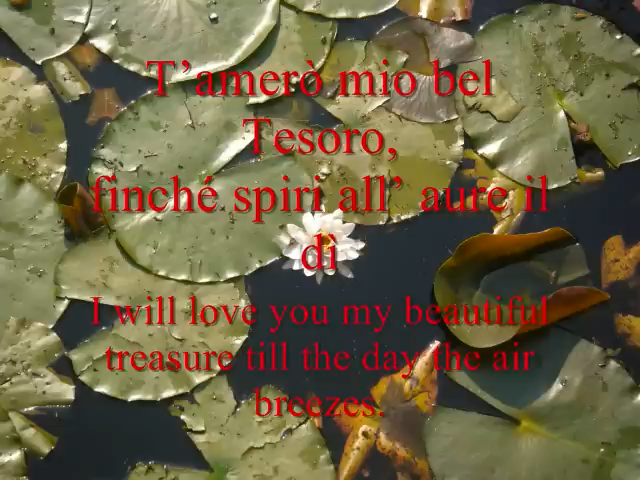 T’amerò mio bel
Tesoro,
finché spiri all’ aure il
dì
I will love you my beautiful
treasure till the day the air
breezes.